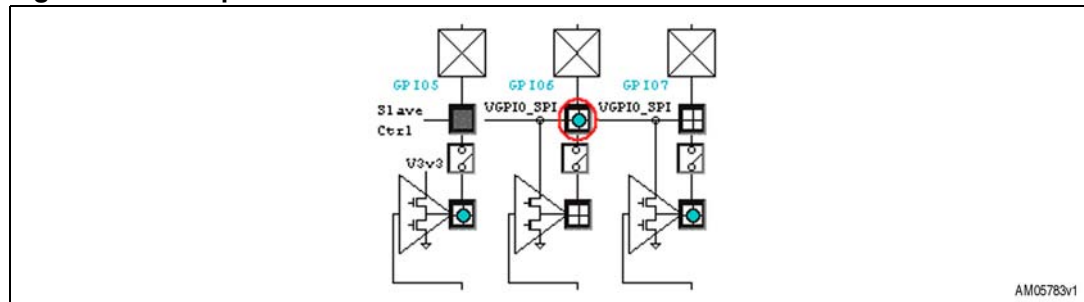 GPIO5 GPIO6 GPIO7
Slave
Ctrl
VGPIO_SPI VGPIO_SPI
V3v3
AM05783v1